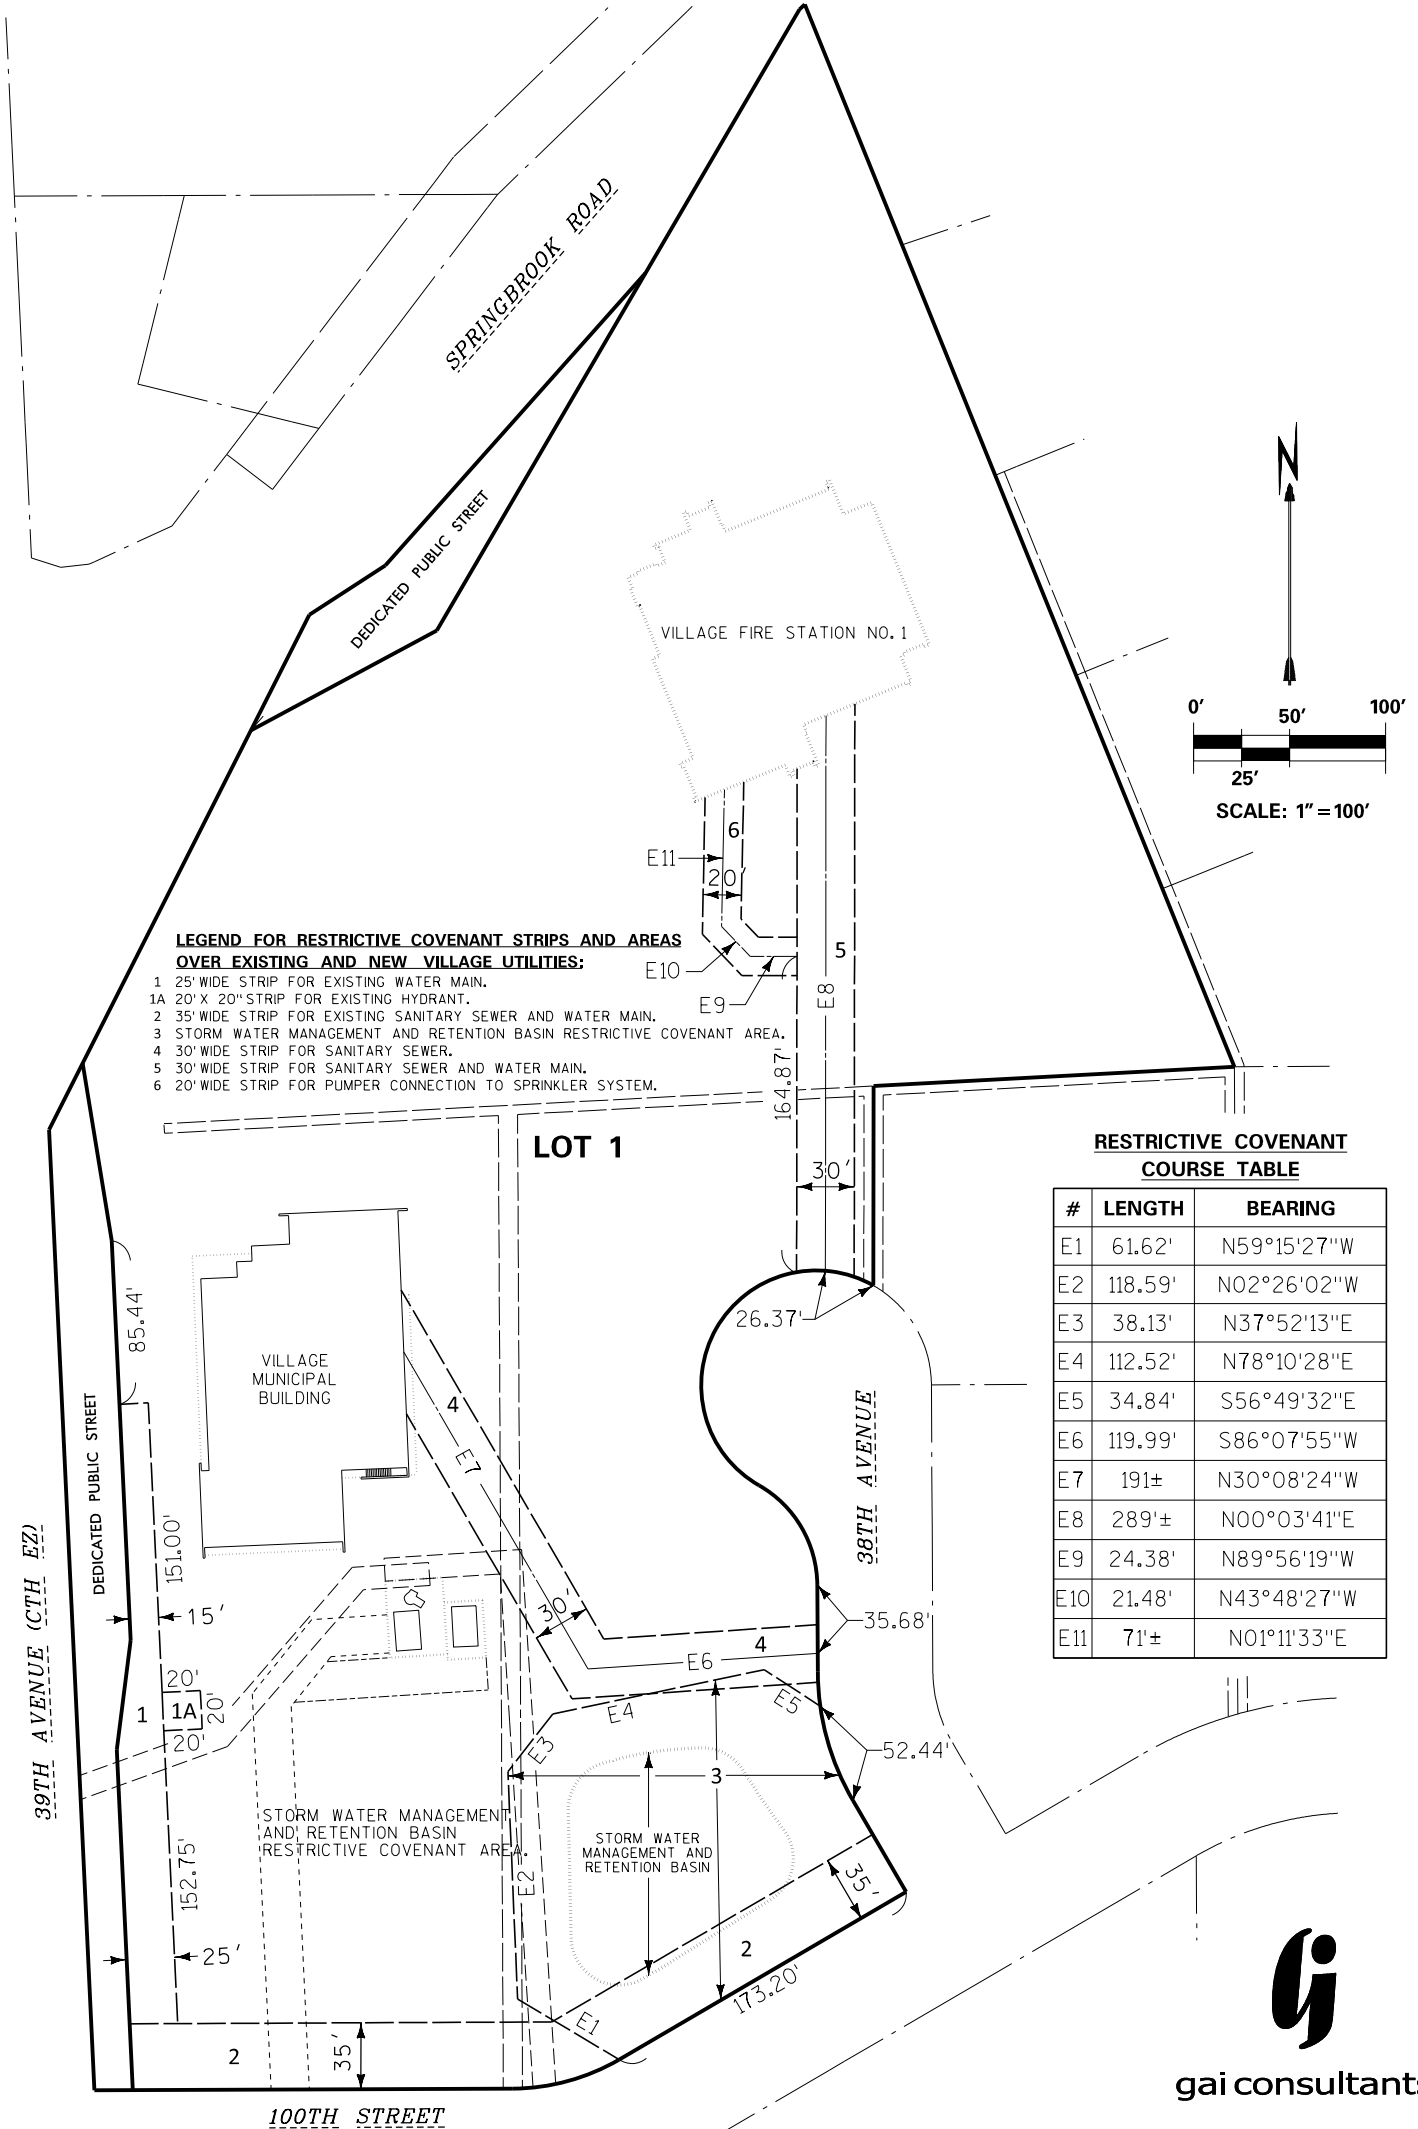 SPRINGBROOK ROAD
DEDICATED PUBLIC STREET
N
0' 50' 100'
25'
SCALE: 1"=100'
VILLAGE FIRE STATION NO. 1
E11
6
20'
E10
E9
5
E8
164.87'
30'
LEGEND FOR RESTRICTIVE COVENANT STRIPS AND AREAS
OVER EXISTING AND NEW VILLAGE UTILITIES:
1 25' WIDE STRIP FOR EXISTING WATER MAIN.
1A 20' X 20" STRIP FOR EXISTING HYDRANT.
2 35' WIDE STRIP FOR EXISTING SANITARY SEWER AND WATER MAIN.
3 STORM WATER MANAGEMENT AND RETENTION BASIN RESTRICTIVE COVENANT AREA.
4 30' WIDE STRIP FOR SANITARY SEWER.
5 30' WIDE STRIP FOR SANITARY SEWER AND WATER MAIN.
6 20' WIDE STRIP FOR PUMPER CONNECTION TO SPRINKLER SYSTEM.
LOT 1
RESTRICTIVE COVENANT
COURSE TABLE
# LENGTH BEARING
E1 61.62' N59°15'27"W
E2 118.59' N02°26'02"W
E3 38.13' N37°52'13"E
E4 112.52' N78°10'28"E
E5 34.84' S56°49'32"E
E6 119.99' S86°07'55"W
E7 191± N30°08'24"W
E8 289'± N00°03'41"E
E9 24.38' N89°56'19"W
E10 21.48' N43°48'27"W
E11 71'± N01°11'33"E
26.37'
85.44'
VILLAGE
MUNICIPAL
BUILDING
4
E7
38TH AVENUE
DEDICATED PUBLIC STREET
39TH AVENUE (CTH EZ)
151.00'
15'
30'
35.68'
4
E6
20'
1
1A
20'
20'
E5
E4
E3
52.44'
3
STORM WATER MANAGEMENT
AND RETENTION BASIN
RESTRICTIVE COVENANT AREA.
STORM WATER
MANAGEMENT AND
RETENTION BASIN
152.75'
E2
35'
25'
2
173.20'
E1
2
35'
100TH STREET
gai consultants